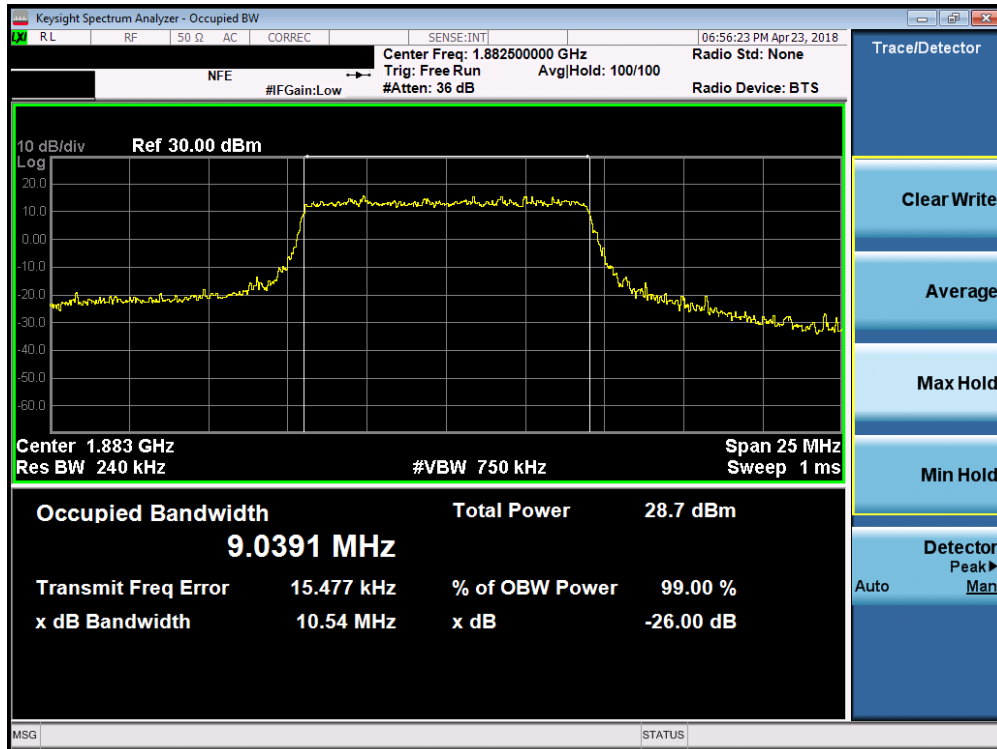 Keysight Spectrum Analyzer - Occupied BW
LXI RL RF 50 Ω AC CORREC SENSE:INT 06:56:23 PM Apr 23, 2018
Center Freq: 1.882500000 GHz Radio Std: None
NFE Trig: Free Run Avg|Hold: 100/100
#IFGain:Low #Atten: 36 dB Radio Device: BTS
10 dB/div Ref 30.00 dBm
Log
20.0
10.0
0.00
-10.0
-20.0
-30.0
-40.0
-50.0
-60.0
Center 1.883 GHz Span 25 MHz
Res BW 240 kHz #VBW 750 kHz Sweep 1 ms
Occupied Bandwidth Total Power 28.7 dBm
9.0391 MHz
Transmit Freq Error 15.477 kHz % of OBW Power 99.00 %
x dB Bandwidth 10.54 MHz x dB -26.00 dB
MSG STATUS
Trace/Detector
Clear Write
Average
Max Hold
Min Hold
Detector
Peak▶
Auto Man